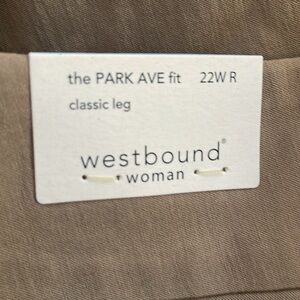 the PARK AVE fit 22W R
classic leg
westbound®
woman